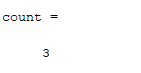 count =
3